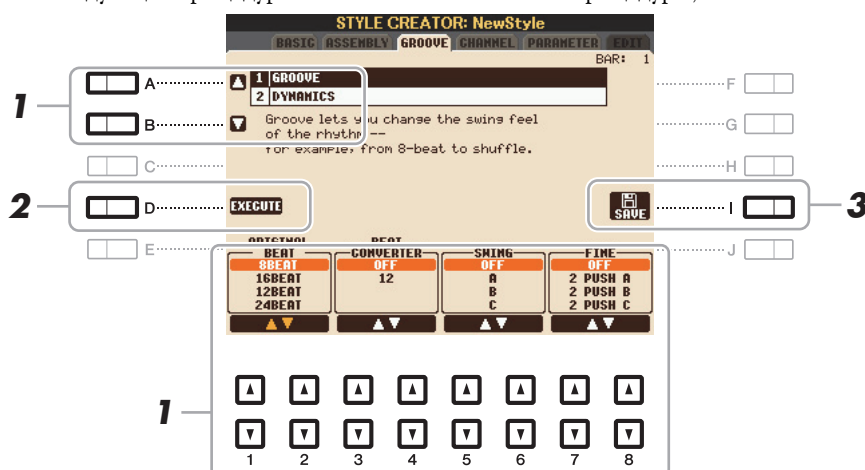 STYLE CREATOR: NewStyle
BASIC ASSEMBLY GROOVE CHANNEL PARAMETER EDIT
BAR: 1
1 GROOVE
2 DYNAMICS
Groove lets you change the swing feel
of the rhythm --
for example, from 8-beat to shuffle.
1
A
B
C
2
D
E
EXECUTE
F
G
H
SAVE
I
3
J
ORIGINAL BEAT
BEAT CONVERTER SWING FINE
8BEAT OFF OFF OFF
16BEAT 12 A 2 PUSH A
12BEAT B 2 PUSH B
24BEAT C 2 PUSH C
1
1 2 3 4 5 6 7 8